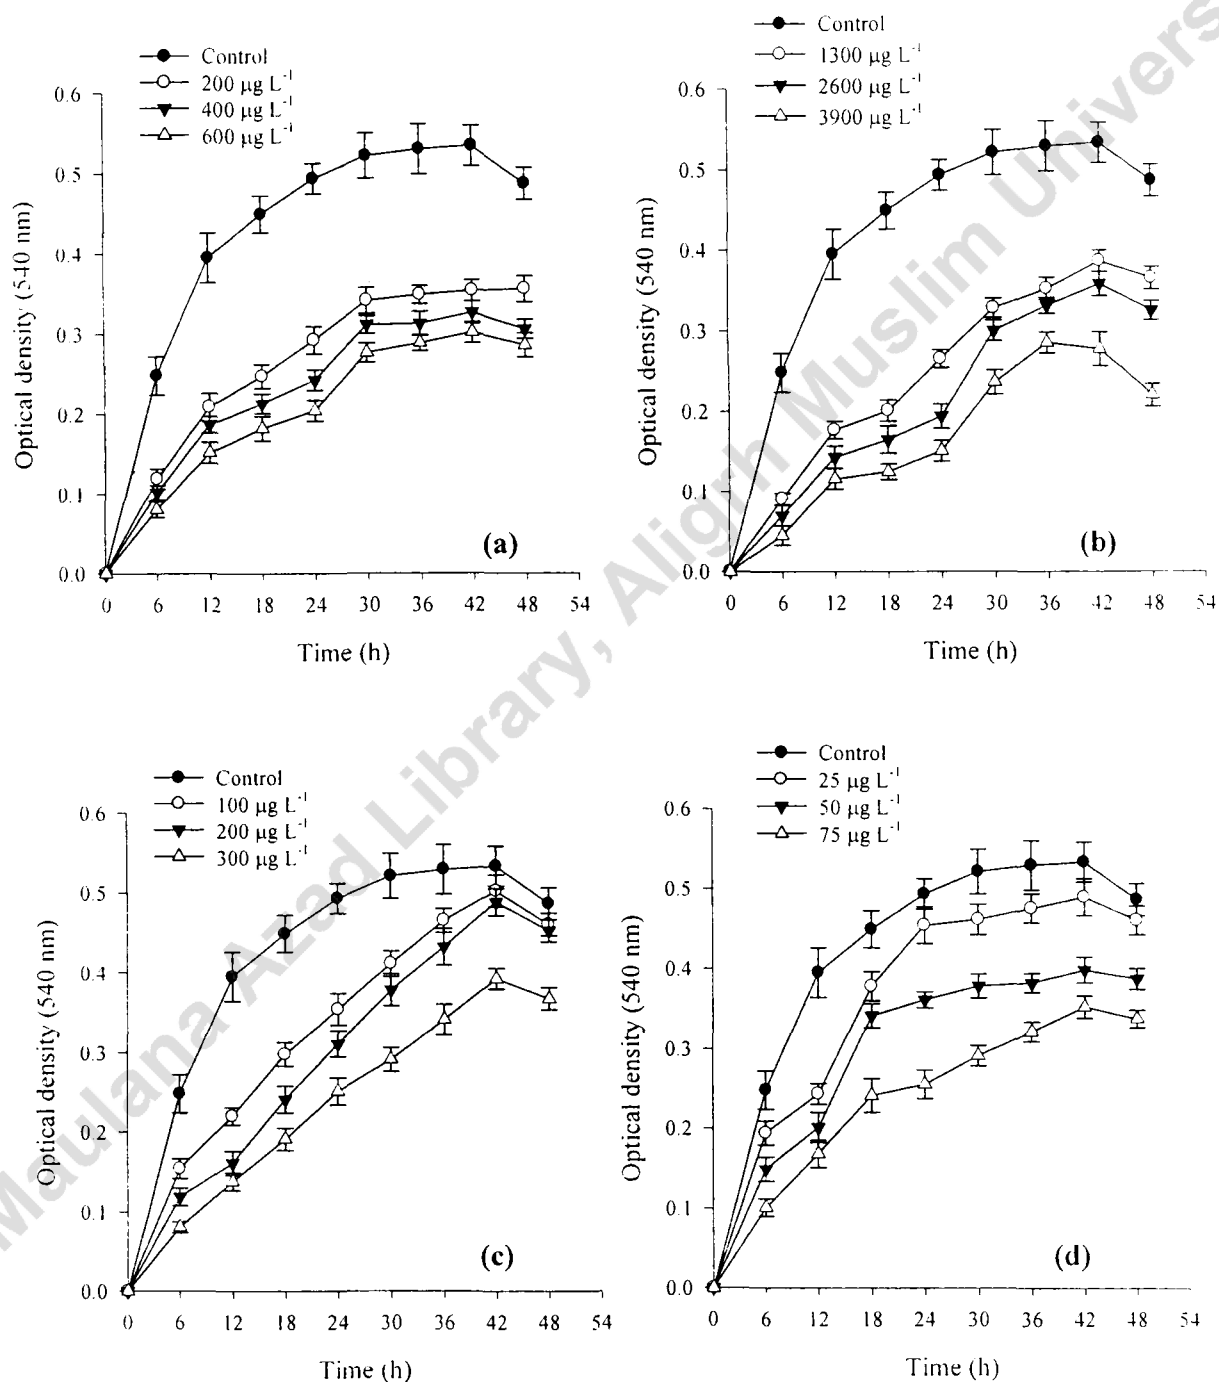 Control
200 µg L-1
400 µg L-1
600 µg L-1
0.6
0.5
0.4
0.3
0.2
0.1
0.0
Optical density (540 nm)
(a)
0 6 12 18 24 30 36 42 48 54
Time (h)
Control
1300 µg L-1
2600 µg L-1
3900 µg L-1
0.6
0.5
0.4
0.3
0.2
0.1
0.0
Optical density (540 nm)
(b)
0 6 12 18 24 30 36 42 48 54
Time (h)
Control
100 µg L-1
200 µg L-1
300 µg L-1
0.6
0.5
0.4
0.3
0.2
0.1
0.0
Optical density (540 nm)
(c)
0 6 12 18 24 30 36 42 48 54
Time (h)
Control
25 µg L-1
50 µg L-1
75 µg L-1
0.6
0.5
0.4
0.3
0.2
0.1
0.0
Optical density (540 nm)
(d)
0 6 12 18 24 30 36 42 48 54
Time (h)
Maulana Azad Library, Aligrh Muslim